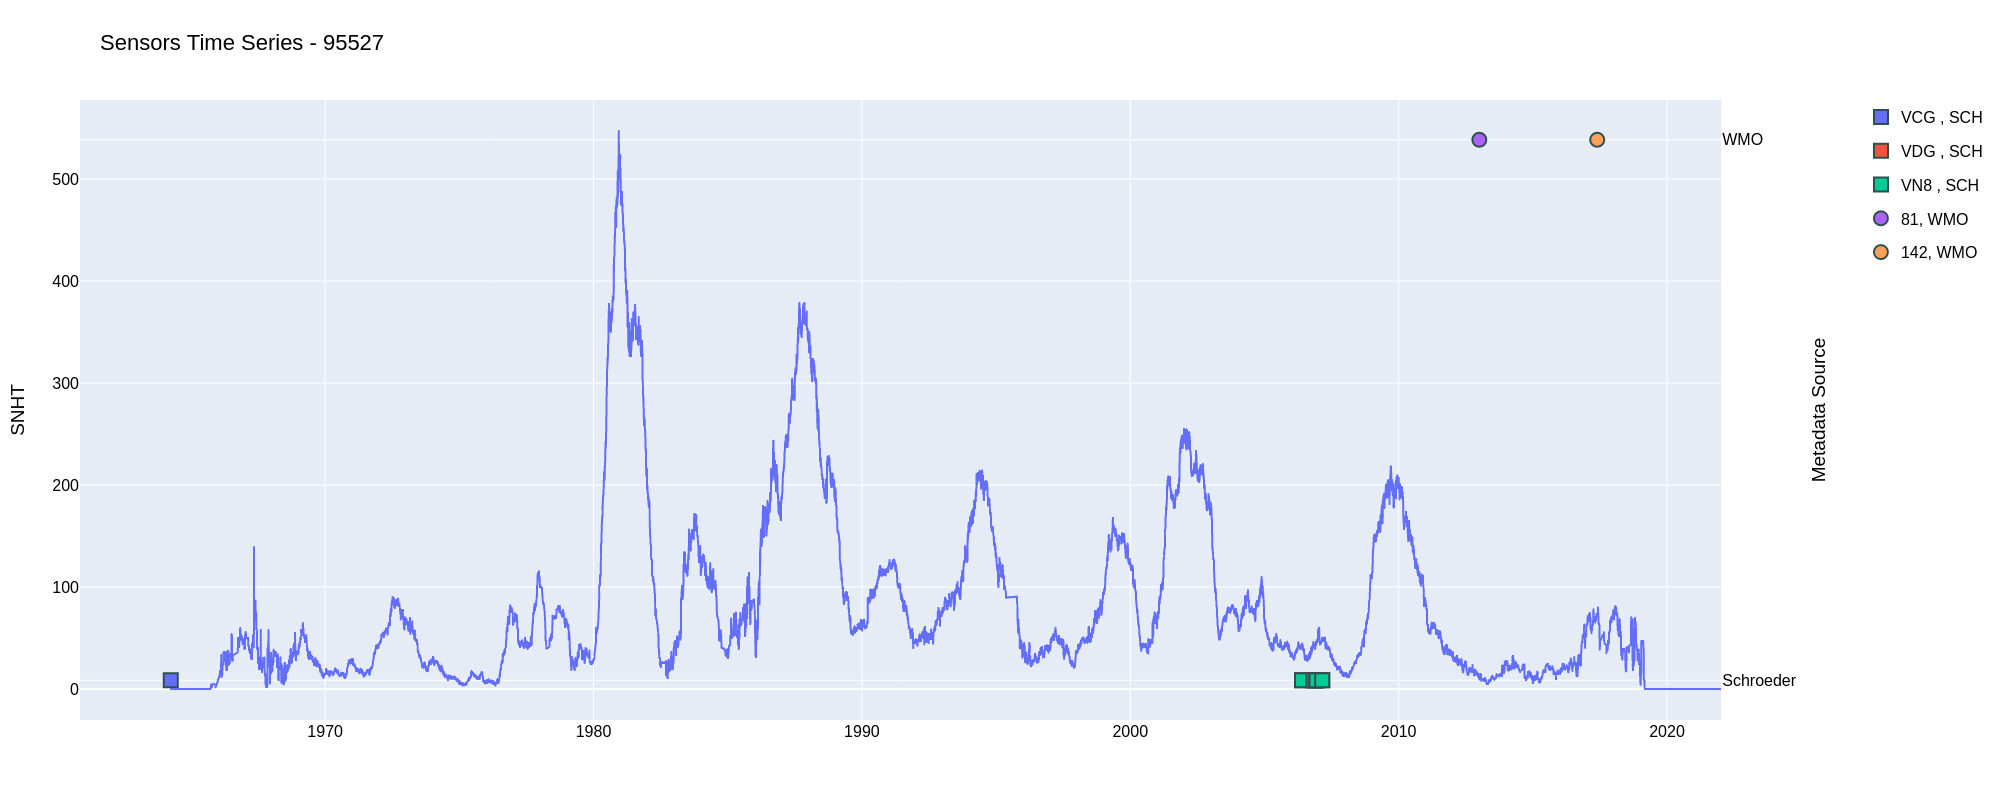 Sensors Time Series - 95527
SNHT
500
400
300
200
100
0
1970
1980
1990
2000
2010
2020
WMO
Schroeder
Metadata Source
VCG , SCH
VDG , SCH
VN8 , SCH
81, WMO
142, WMO